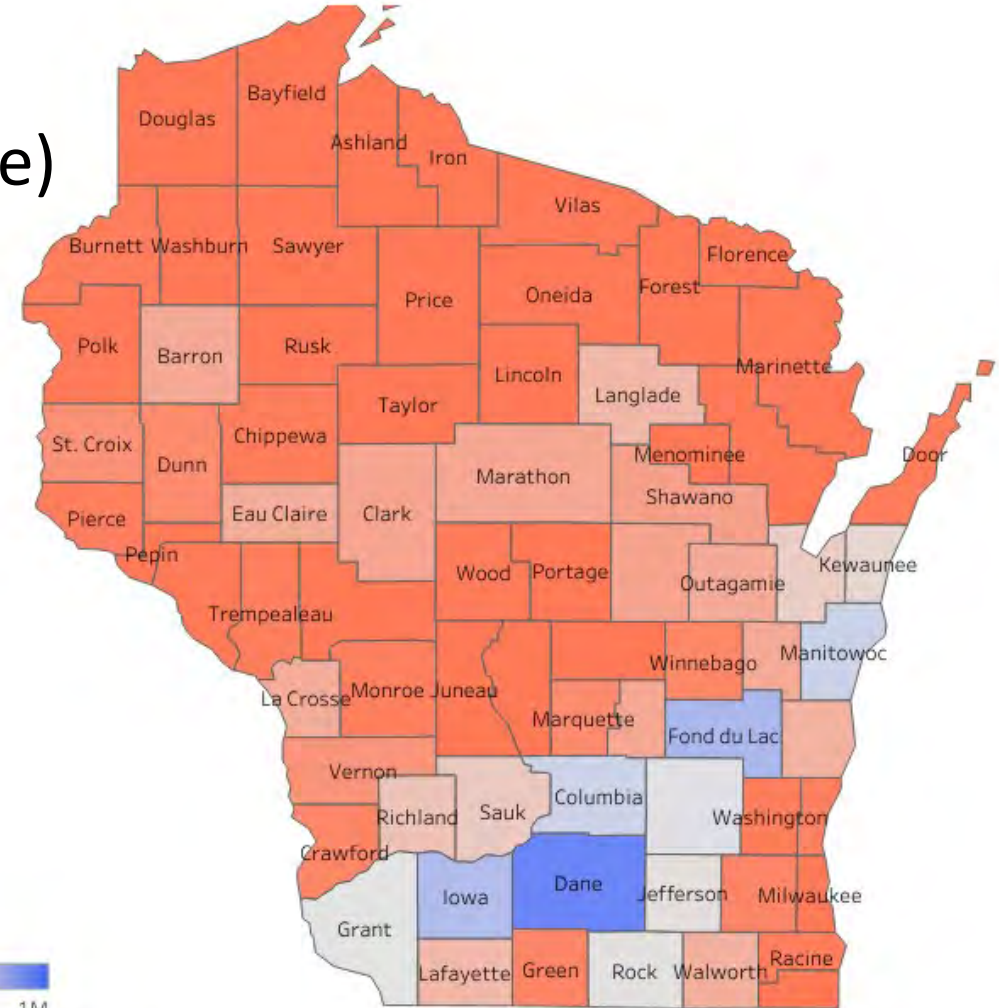 e)
Bayfield
Douglas
Ashland
Iron
Vilas
Burnett
Washburn
Sawyer
Florence
Price
Oneida
Forest
Polk
Barron
Rusk
Marinette
Lincoln
Langlade
Taylor
St. Croix
Chippewa
Dunn
Menominee
Door
Marathon
Shawano
Pierce
Eau Claire
Clark
Pepin
Wood
Portage
Outagamie
Kewaunee
Trempealeau
Winnebago
Manitowoc
La Crosse
Monroe
Juneau
Marquette
Fond du Lac
Vernon
Richland
Sauk
Columbia
Washington
Crawford
Iowa
Dane
Jefferson
Milwaukee
Grant
Lafayette
Green
Rock
Walworth
Racine
1M